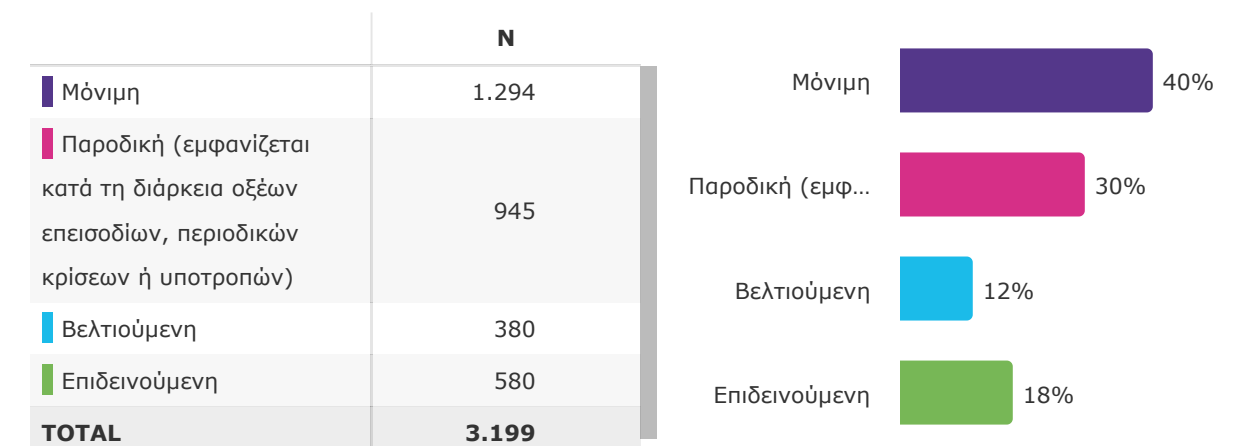 N
Μόνιμη 1.294
Παροδική (εμφανίζεται
κατά τη διάρκεια οξέων
επεισοδίων, περιοδικών
κρίσεων ή υποτροπών)
945
Βελτιούμενη 380
Επιδεινούμενη 580
TOTAL 3.199
Μόνιμη 40%
Παροδική (εμφ... 30%
Βελτιούμενη 12%
Επιδεινούμενη 18%